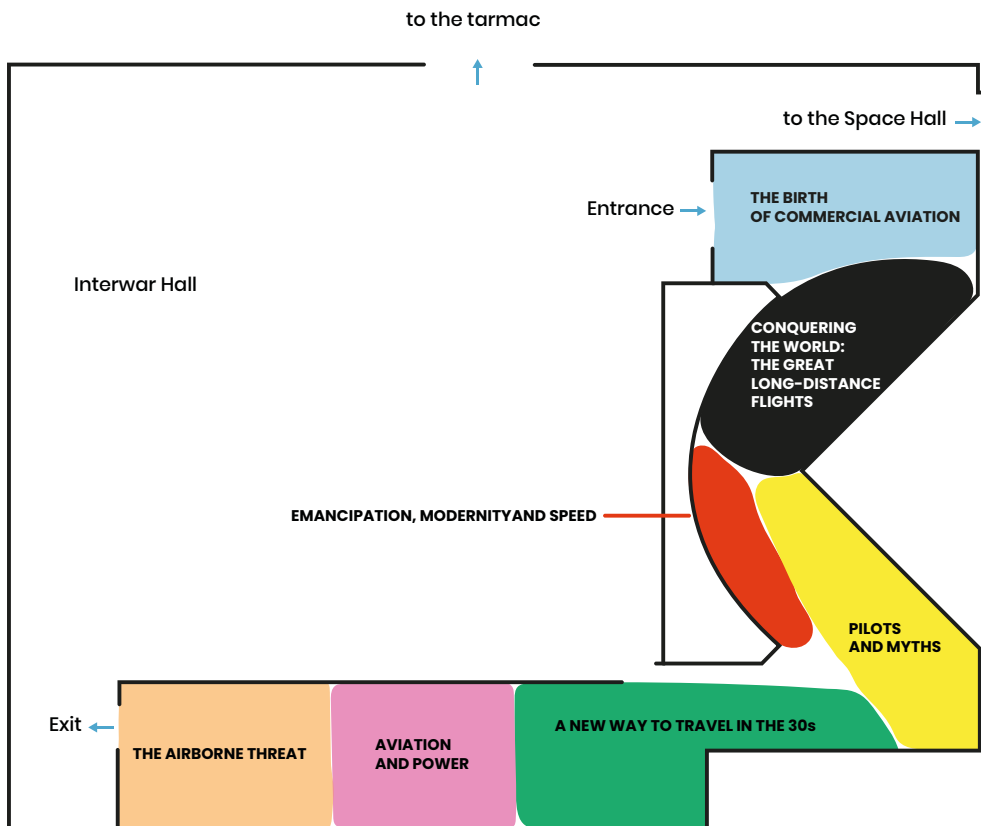 to the tarmac
to the Space Hall
THE BIRTH
OF COMMERCIAL AVIATION
Entrance
Interwar Hall
CONQUERING
THE WORLD:
THE GREAT
LONG-DISTANCE
FLIGHTS
EMANCIPATION, MODERNITYAND SPEED
PILOTS
AND MYTHS
A NEW WAY TO TRAVEL IN THE 30s
AVIATION
AND POWER
THE AIRBORNE THREAT
Exit